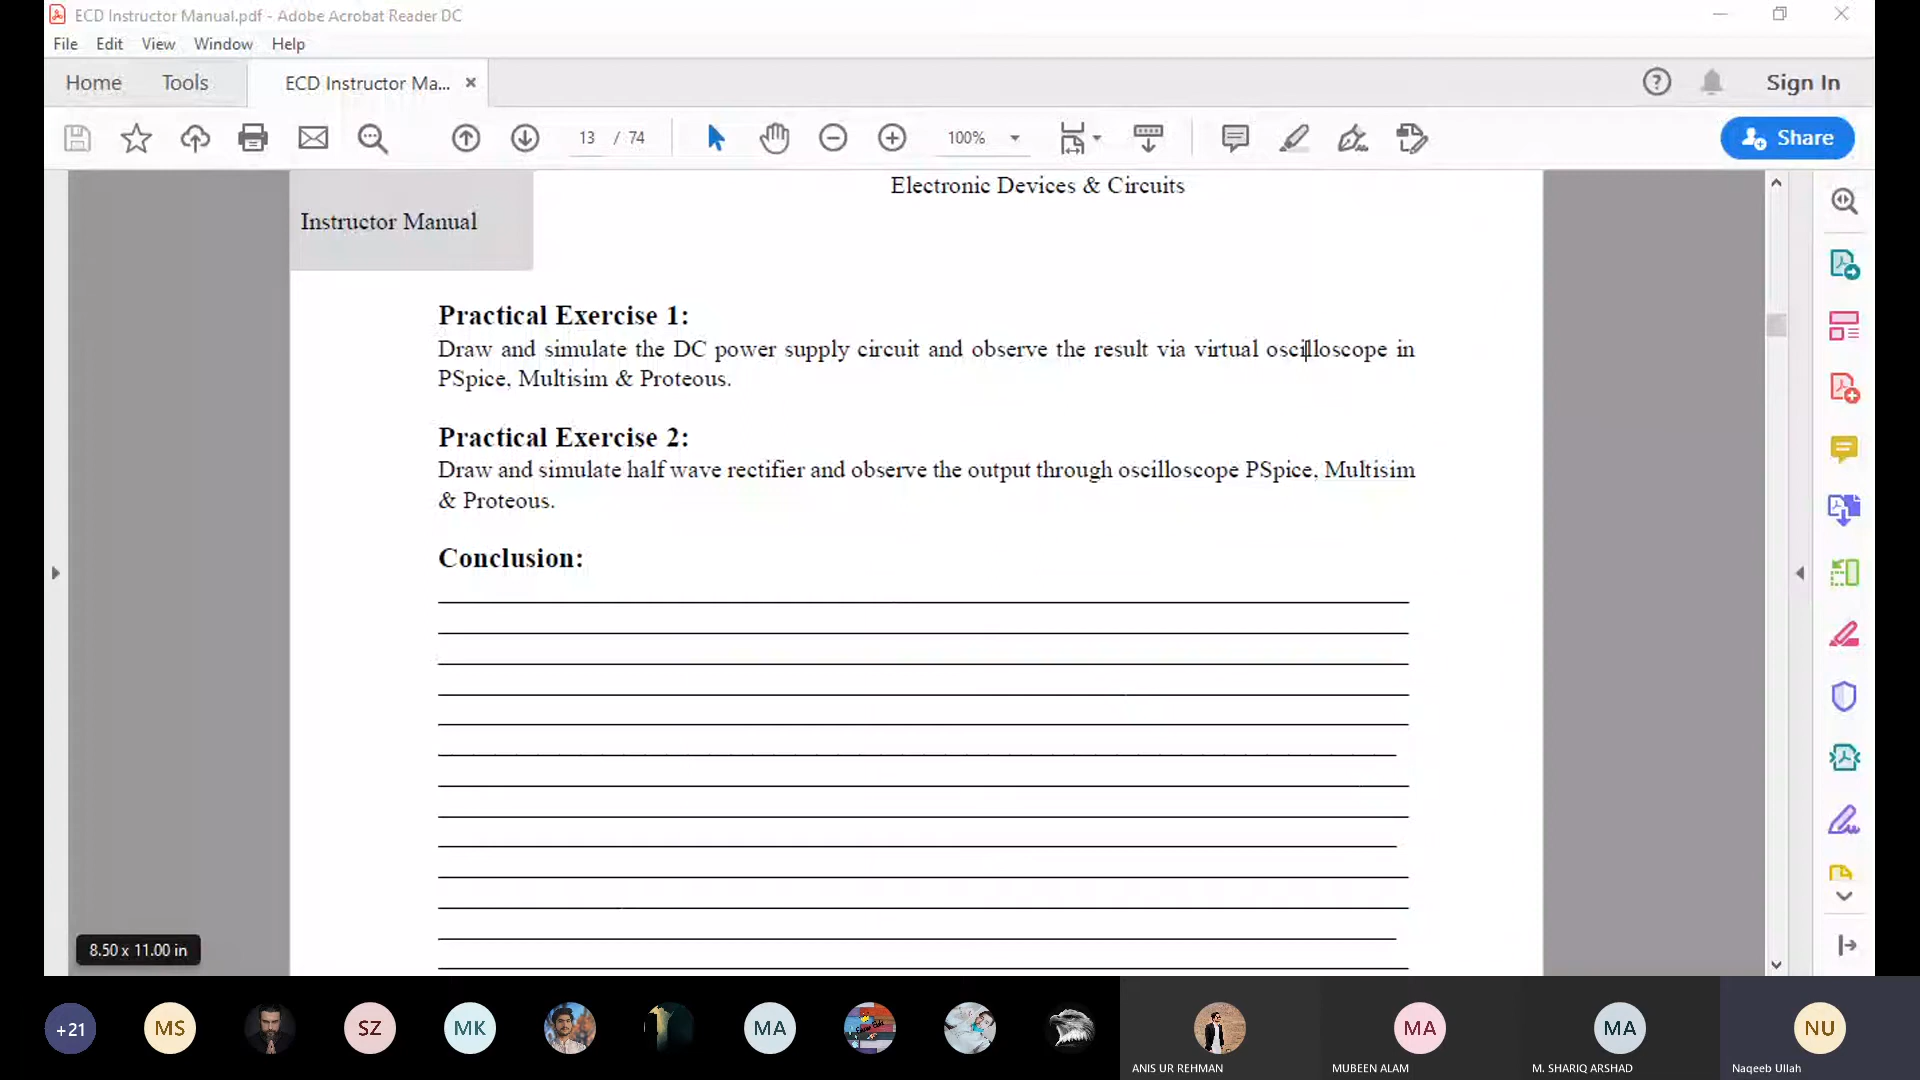 ECD Instructor Manual.pdf - Adobe Acrobat Reader DC
File Edit View Window Help
Home Tools ECD Instructor Ma... × Sign In
13 / 74 100% Share
Electronic Devices & Circuits
Instructor Manual
Practical Exercise 1:
Draw and simulate the DC power supply circuit and observe the result via virtual oscilloscope in
PSpice, Multisim & Proteous.
Practical Exercise 2:
Draw and simulate half wave rectifier and observe the output through oscilloscope PSpice, Multisim
& Proteous.
Conclusion:
8.50 x 11.00 in
+21 MS SZ MK MA MA MA NU
ANIS UR REHMAN MUBEEN ALAM M. SHARIQ ARSHAD Naqeeb Ullah